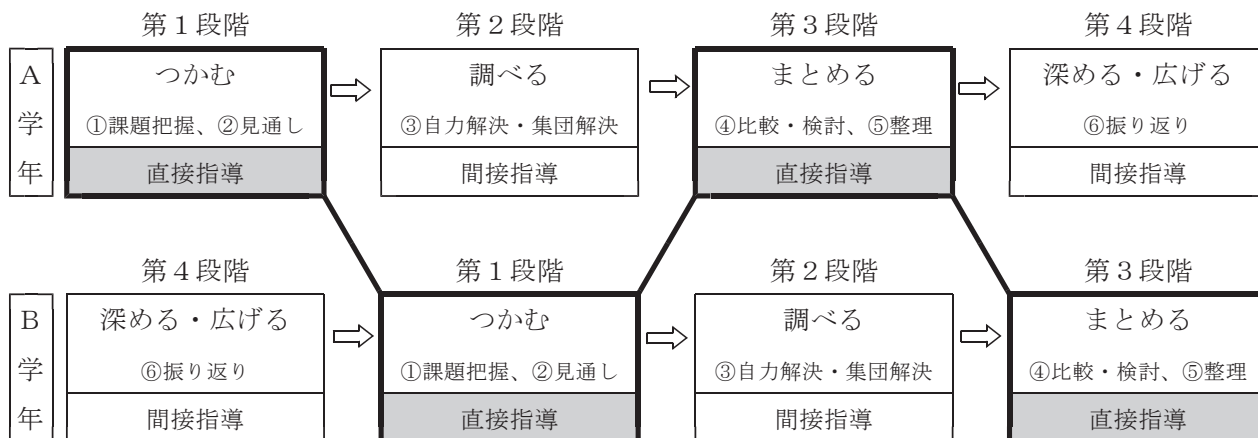 第１段階 第２段階 第３段階 第４段階
Ａ学年
つかむ 調べる まとめる 深める・広げる
①課題把握、②見通し ③自力解決・集団解決 ④比較・検討、⑤整理 ⑥振り返り
直接指導 間接指導 直接指導 間接指導
第４段階 第１段階 第２段階 第３段階
Ｂ学年
深める・広げる つかむ 調べる まとめる
⑥振り返り ①課題把握、②見通し ③自力解決・集団解決 ④比較・検討、⑤整理
間接指導 直接指導 間接指導 直接指導